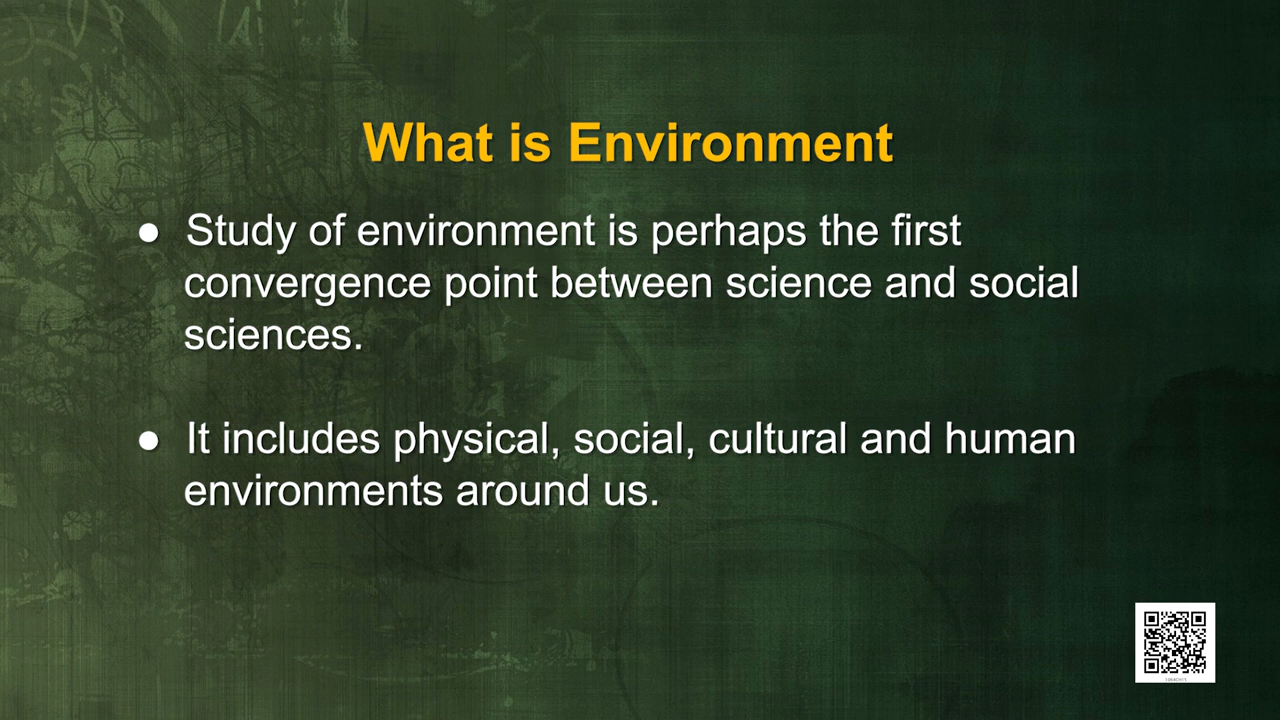 What is Environment
● Study of environment is perhaps the first
convergence point between science and social
sciences.
● It includes physical, social, cultural and human
environments around us.